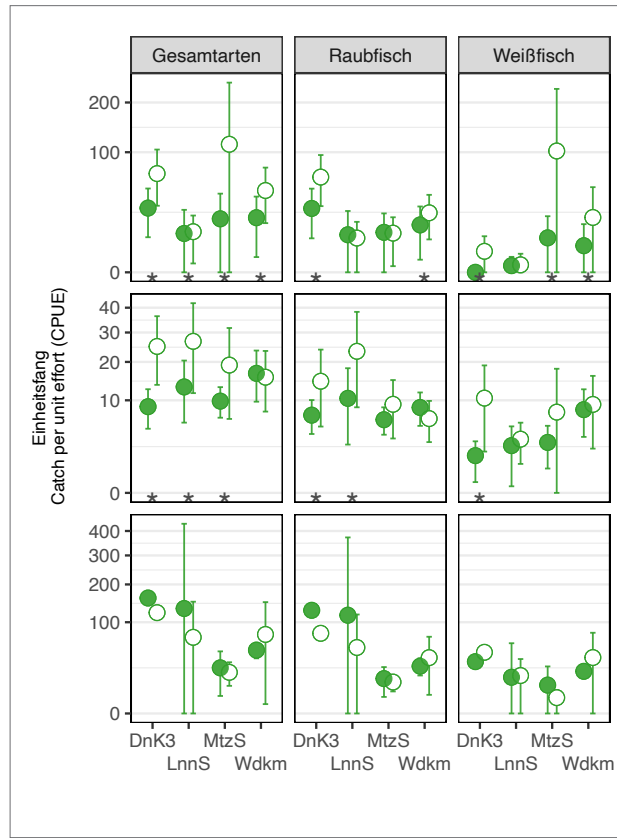 Gesamtarten Raubfisch Weißfisch
Einheitsfang
Catch per unit effort (CPUE)
200
100
0
* * * * * * * * *
40
30
20
10
0
* * * * * *
400
300
200
100
0
DnK3 MtzS DnK3 MtzS DnK3 MtzS
LnnS Wdkm LnnS Wdkm LnnS Wdkm